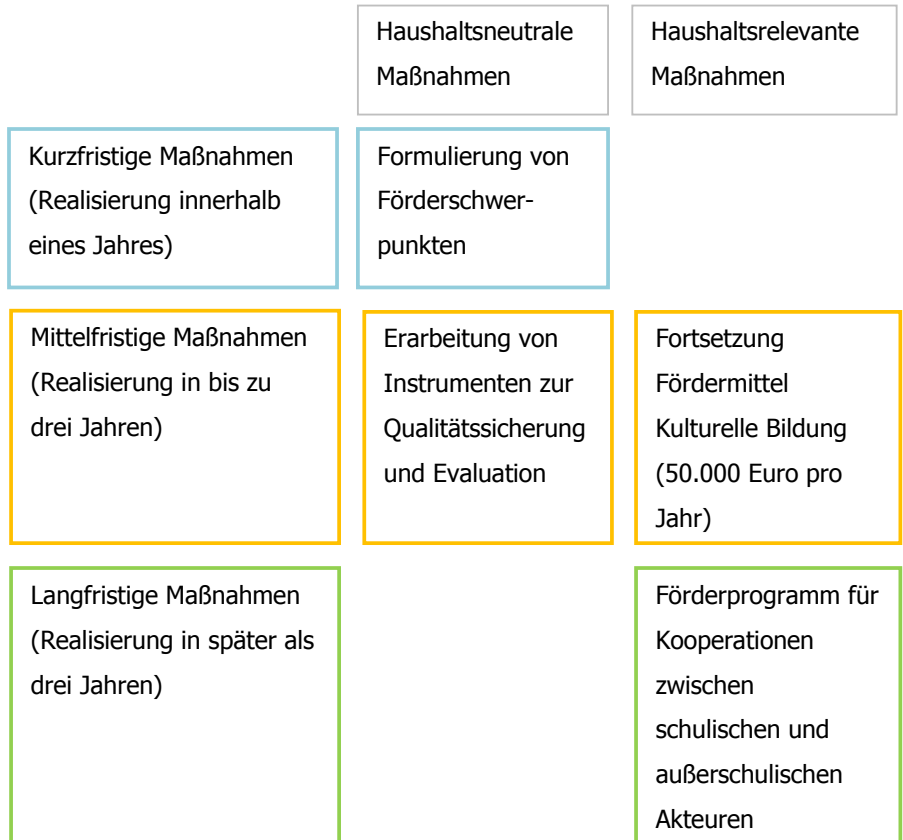 Haushaltsneutrale
Maßnahmen
Haushaltsrelevante
Maßnahmen
Kurzfristige Maßnahmen
(Realisierung innerhalb
eines Jahres)
Formulierung von
Förderschwer-
punkten
Mittelfristige Maßnahmen
(Realisierung in bis zu
drei Jahren)
Erarbeitung von
Instrumenten zur
Qualitätssicherung
und Evaluation
Fortsetzung
Fördermittel
Kulturelle Bildung
(50.000 Euro pro
Jahr)
Langfristige Maßnahmen
(Realisierung in später als
drei Jahren)
Förderprogramm für
Kooperationen
zwischen
schulischen und
außerschulischen
Akteuren